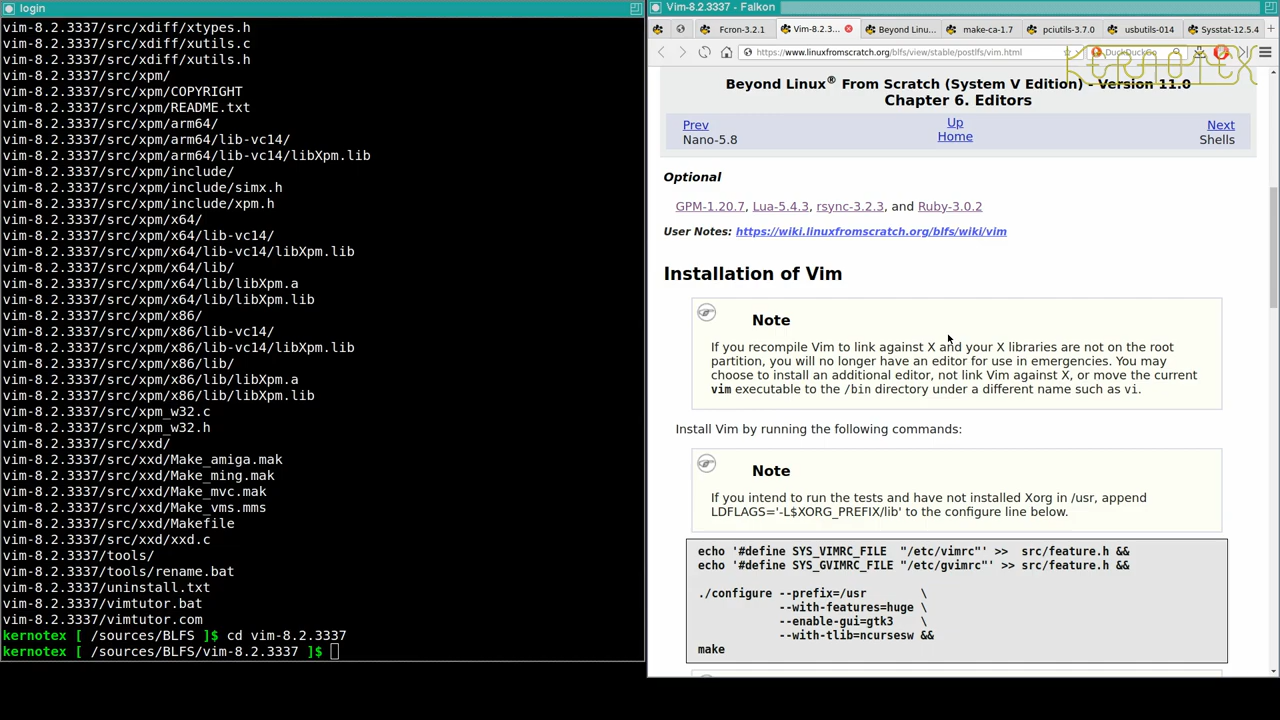 login
vim-8.2.3337/src/xdiff/xtypes.h
vim-8.2.3337/src/xdiff/xutils.c
vim-8.2.3337/src/xdiff/xutils.h
vim-8.2.3337/src/xpm/
vim-8.2.3337/src/xpm/COPYRIGHT
vim-8.2.3337/src/xpm/README.txt
vim-8.2.3337/src/xpm/arm64/
vim-8.2.3337/src/xpm/arm64/lib-vc14/
vim-8.2.3337/src/xpm/arm64/lib-vc14/libXpm.lib
vim-8.2.3337/src/xpm/include/
vim-8.2.3337/src/xpm/include/simx.h
vim-8.2.3337/src/xpm/include/xpm.h
vim-8.2.3337/src/xpm/x64/
vim-8.2.3337/src/xpm/x64/lib-vc14/
vim-8.2.3337/src/xpm/x64/lib-vc14/libXpm.lib
vim-8.2.3337/src/xpm/x64/lib/
vim-8.2.3337/src/xpm/x64/lib/libXpm.a
vim-8.2.3337/src/xpm/x64/lib/libXpm.lib
vim-8.2.3337/src/xpm/x86/
vim-8.2.3337/src/xpm/x86/lib-vc14/
vim-8.2.3337/src/xpm/x86/lib-vc14/libXpm.lib
vim-8.2.3337/src/xpm/x86/lib/
vim-8.2.3337/src/xpm/x86/lib/libXpm.a
vim-8.2.3337/src/xpm/x86/lib/libXpm.lib
vim-8.2.3337/src/xpm_w32.c
vim-8.2.3337/src/xpm_w32.h
vim-8.2.3337/src/xxd/
vim-8.2.3337/src/xxd/Make_amiga.mak
vim-8.2.3337/src/xxd/Make_ming.mak
vim-8.2.3337/src/xxd/Make_mvc.mak
vim-8.2.3337/src/xxd/Make_vms.mms
vim-8.2.3337/src/xxd/Makefile
vim-8.2.3337/src/xxd/xxd.c
vim-8.2.3337/tools/
vim-8.2.3337/tools/rename.bat
vim-8.2.3337/uninstall.txt
vim-8.2.3337/vimtutor.bat
vim-8.2.3337/vimtutor.com
kernotex [ /sources/BLFS ]$ cd vim-8.2.3337
kernotex [ /sources/BLFS/vim-8.2.3337 ]$
Vim-8.2.3337 - Falkon
Fcron-3.2.1 Vim-8.2.3... Beyond Linu... make-ca-1.7 pciutils-3.7.0 usbutils-014 Sysstat-12.5.4
https://www.linuxfromscratch.org/blfs/view/stable/postlfs/vim.html DuckDuckGo
KERNOTEX
Beyond Linux® From Scratch (System V Edition) - Version 11.0
Chapter 6. Editors
Prev Up Next
Nano-5.8 Home Shells
Optional
GPM-1.20.7, Lua-5.4.3, rsync-3.2.3, and Ruby-3.0.2
User Notes: https://wiki.linuxfromscratch.org/blfs/wiki/vim
Installation of Vim
Note
If you recompile Vim to link against X and your X libraries are not on the root
partition, you will no longer have an editor for use in emergencies. You may
choose to install an additional editor, not link Vim against X, or move the current
vim executable to the /bin directory under a different name such as vi.
Install Vim by running the following commands:
Note
If you intend to run the tests and have not installed Xorg in /usr, append
LDFLAGS='-L$XORG_PREFIX/lib' to the configure line below.
echo '#define SYS_VIMRC_FILE "/etc/vimrc"' >> src/feature.h &&
echo '#define SYS_GVIMRC_FILE "/etc/gvimrc"' >> src/feature.h &&
./configure --prefix=/usr \
--with-features=huge \
--enable-gui=gtk3 \
--with-tlib=ncursesw &&
make